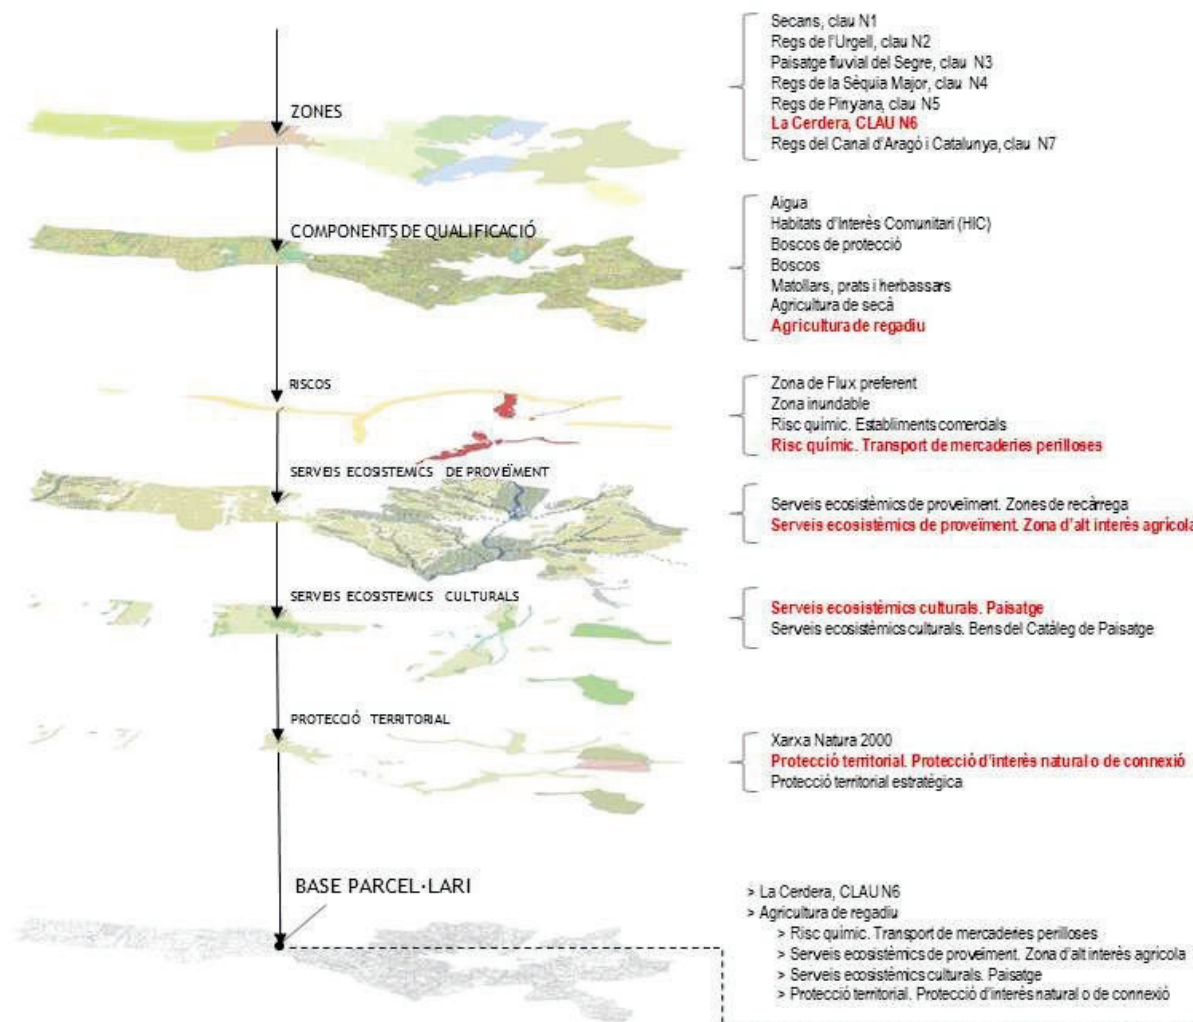 Secans, clau N1
Regs de l'Urgell, clau N2
Paisatge fluvial del Segre, clau N3
Regs de la Sèquia Major, clau N4
Regs de Pinyana, clau N5
La Cerdera, CLAU N6
Regs del Canal d'Aragó i Catalunya, clau N7
ZONES
Aigua
Habitats d'Interès Comunitari (HIC)
Boscos de protecció
Boscos
Matollars, prats i herbassars
Agricultura de secà
Agricultura de regadiu
COMPONENTS DE QUALIFICACIÓ
RISCOS
Zona de Flux preferent
Zona inundable
Risc químic. Establiments comercials
Risc químic. Transport de mercaderies perilloses
SERVEIS ECOSISTEMICS DE PROVEÏMENT
Serveis ecosistèmics de proveïment. Zones de recàrrega
Serveis ecosistèmics de proveïment. Zona d'alt interès agrícola
SERVEIS ECOSISTEMICS CULTURALS
Serveis ecosistèmics culturals. Paisatge
Serveis ecosistèmics culturals. Bens del Catàleg de Paisatge
PROTECCIÓ TERRITORIAL
Xarxa Natura 2000
Protecció territorial. Protecció d'interès natural o de connexió
Protecció territorial estratègica
BASE PARCEL·LARI
> La Cerdera, CLAU N6
> Agricultura de regadiu
> Risc químic. Transport de mercaderies perilloses
> Serveis ecosistèmics de proveïment. Zona d'alt interès agrícola
> Serveis ecosistèmics culturals. Paisatge
> Protecció territorial. Protecció d'interès natural o de connexió